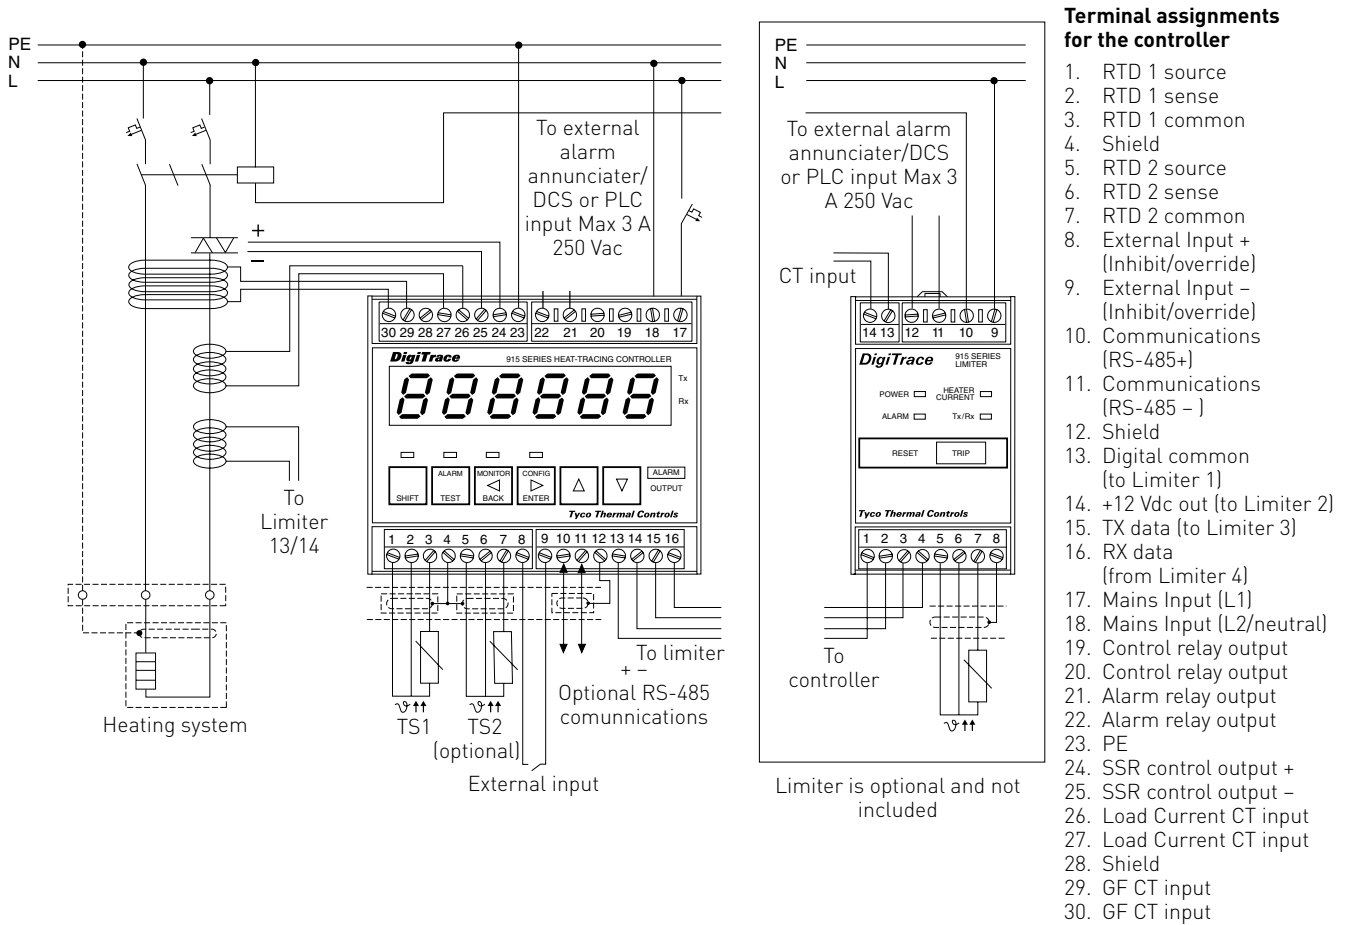 PE
N
L
To external
alarm
annunciater/
DCS or PLC
input Max 3 A
250 Vac
+
–
30 29 28 27 26 25 24 23 22 21 20 19 18 17
DigiTrace
915 SERIES HEAT-TRACING CONTROLLER
888888
Tx
Rx
SHIFT
ALARM
TEST
MONITOR
BACK
CONFIG
ENTER
ALARM
OUTPUT
Tyco Thermal Controls
1 2 3 4 5 6 7 8 9 10 11 12 13 14 15 16
To
Limiter
13/14
Heating system
ϑ
TS1
ϑ
TS2
(optional)
External input
+ –
Optional RS-485
comunnications
To limiter
PE
N
L
To external alarm
annunciater/DCS
or PLC input Max 3
A 250 Vac
CT input
14 13 12 11 10 9
DigiTrace
915 SERIES
LIMITER
POWER
HEATER
CURRENT
ALARM
Tx/Rx
RESET
TRIP
Tyco Thermal Controls
1 2 3 4 5 6 7 8
To
controller
ϑ
Limiter is optional and not
included
Terminal assignments
for the controller
1. RTD 1 source
2. RTD 1 sense
3. RTD 1 common
4. Shield
5. RTD 2 source
6. RTD 2 sense
7. RTD 2 common
8. External Input +
(Inhibit/override)
9. External Input –
(Inhibit/override)
10. Communications
(RS-485+)
11. Communications
(RS-485 – )
12. Shield
13. Digital common
(to Limiter 1)
14. +12 Vdc out (to Limiter 2)
15. TX data (to Limiter 3)
16. RX data
(from Limiter 4)
17. Mains Input (L1)
18. Mains Input (L2/neutral)
19. Control relay output
20. Control relay output
21. Alarm relay output
22. Alarm relay output
23. PE
24. SSR control output +
25. SSR control output –
26. Load Current CT input
27. Load Current CT input
28. Shield
29. GF CT input
30. GF CT input